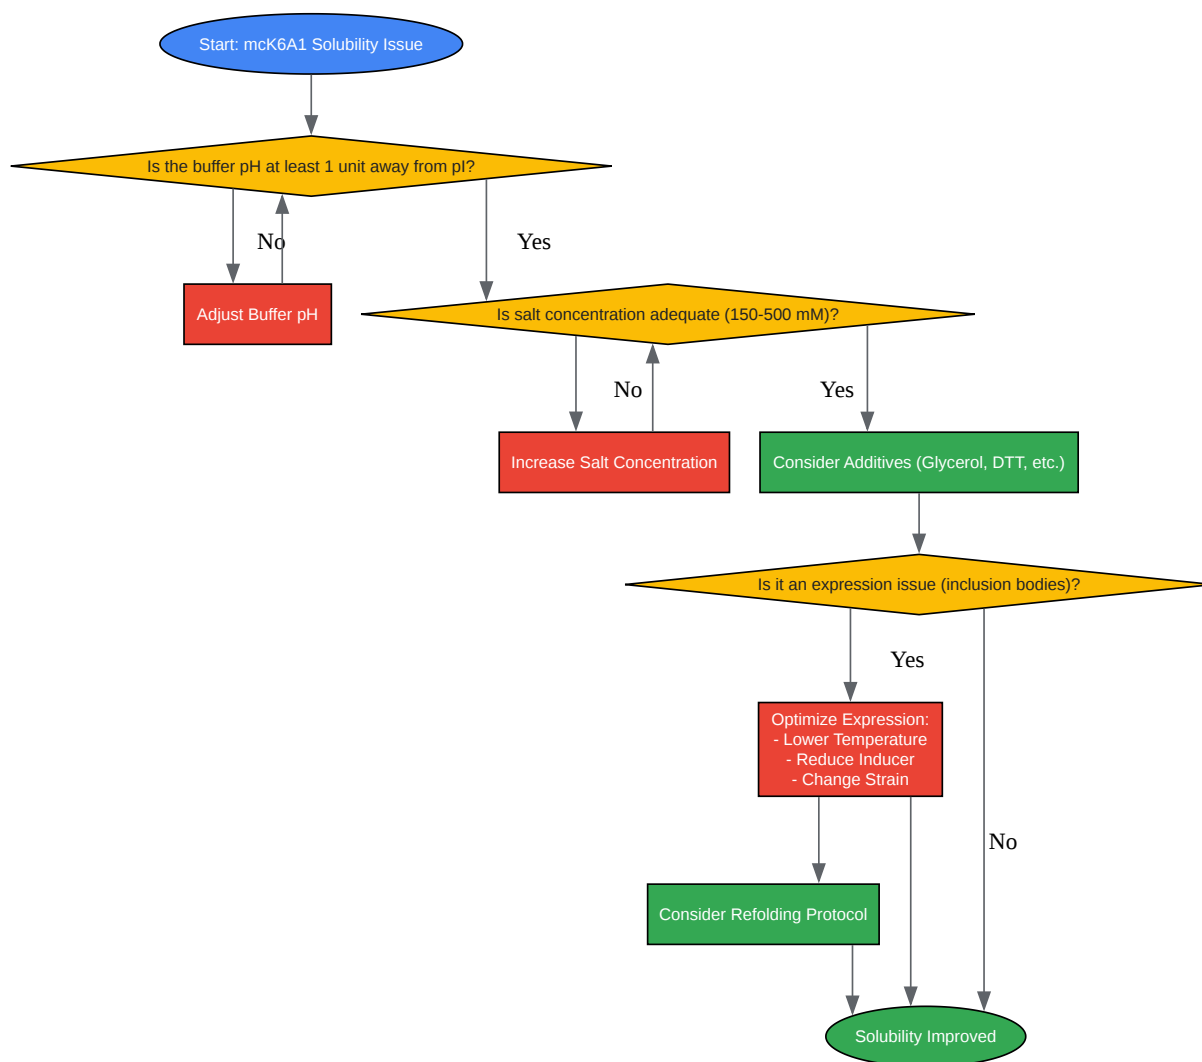 Start: mcK6A1 Solubility Issue
Is the buffer pH at least 1 unit away from pI?
No
Yes
Adjust Buffer pH
Is salt concentration adequate (150-500 mM)?
No
Yes
Increase Salt Concentration
Consider Additives (Glycerol, DTT, etc.)
Is it an expression issue (inclusion bodies)?
Yes
Optimize Expression:
- Lower Temperature
- Reduce Inducer
- Change Strain
No
Consider Refolding Protocol
Solubility Improved